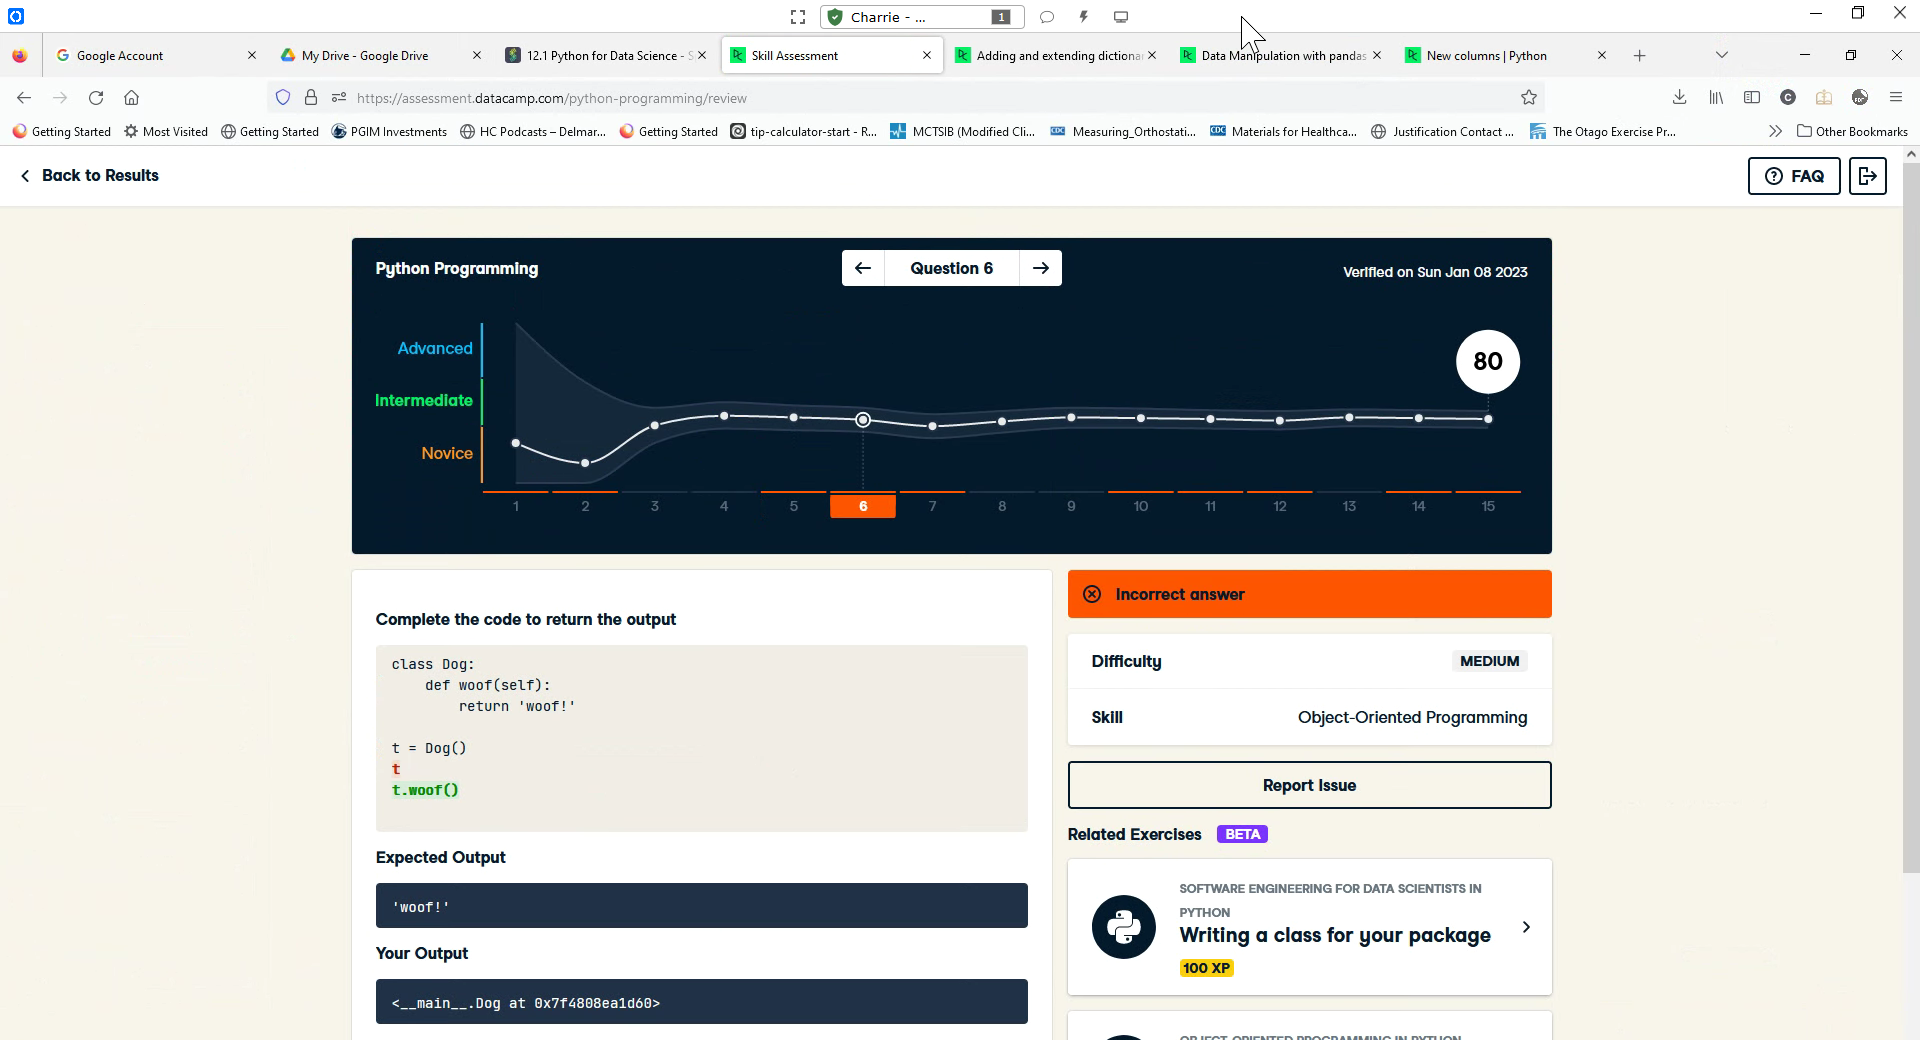 Charrie - ...
1
Google Account
My Drive - Google Drive
12.1 Python for Data Science - S
Skill Assessment
Adding and extending dictionar
Data Manipulation with pandas
New columns | Python
https://assessment.datacamp.com/python-programming/review
C
Getting Started
Most Visited
Getting Started
PGIM Investments
HC Podcasts – Delmar...
Getting Started
tip-calculator-start - R...
MCTSIB (Modified Cli...
Measuring_Orthostati...
Materials for Healthca...
Justification Contact ...
The Otago Exercise Pr...
Other Bookmarks
Back to Results
FAQ
Python Programming
Question 6
Verified on Sun Jan 08 2023
Advanced
Intermediate
Novice
80
1 2 3 4 5 6 7 8 9 10 11 12 13 14 15
Complete the code to return the output
class Dog:
def woof(self):
return 'woof!'
t = Dog()
t
t.woof()
Expected Output
'woof!'
Your Output
<__main__.Dog at 0x7f4808ea1d60>
Incorrect answer
Difficulty
MEDIUM
Skill
Object-Oriented Programming
Report Issue
Related Exercises
BETA
SOFTWARE ENGINEERING FOR DATA SCIENTISTS IN
PYTHON
Writing a class for your package
100 XP
OBJECT-ORIENTED PROGRAMMING IN PYTHON